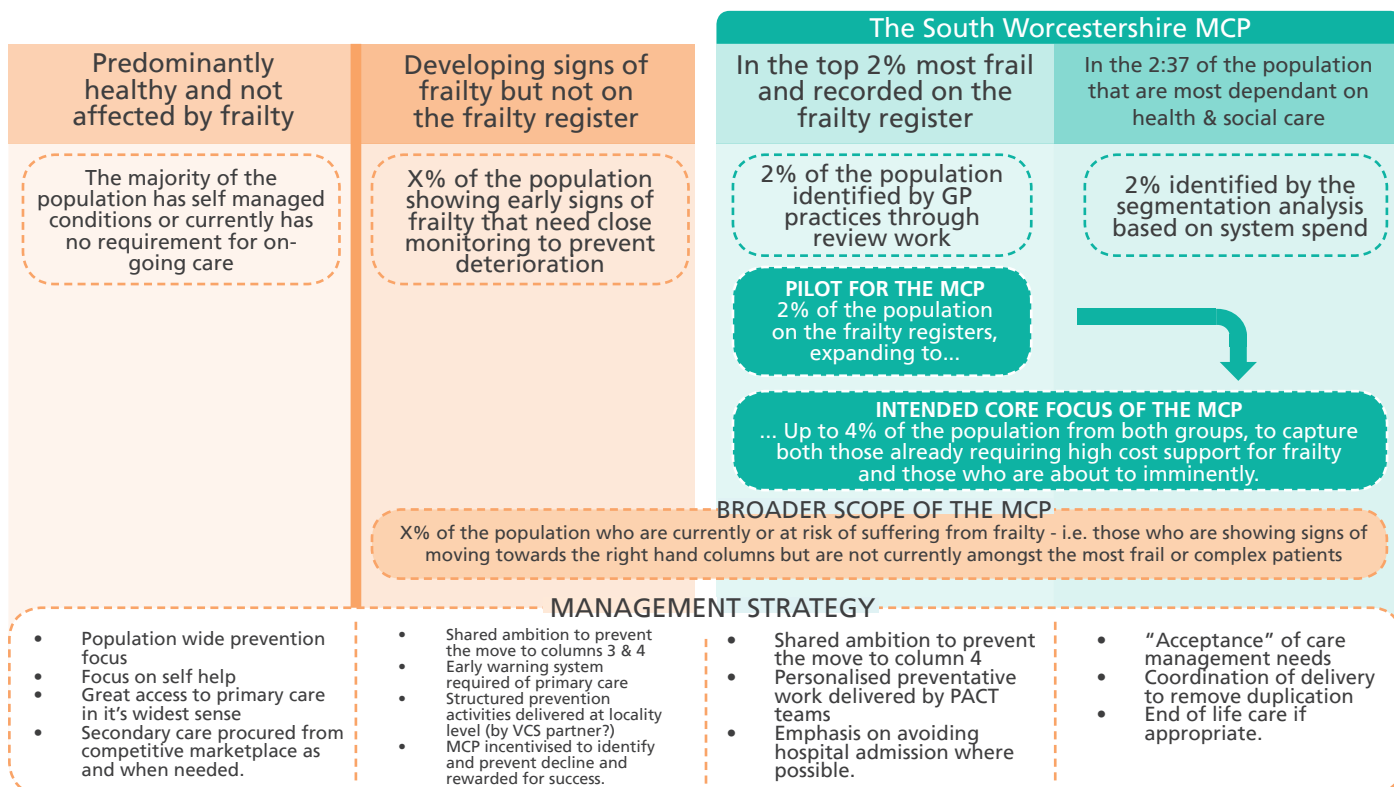 The South Worcestershire MCP
Predominantly
healthy and not
affected by frailty
Developing signs of
frailty but not on
the frailty register
In the top 2% most frail
and recorded on the
frailty register
In the 2:37 of the population
that are most dependant on
health & social care
The majority of the
population has self managed
conditions or currently has
no requirement for on-
going care
X% of the population
showing early signs of
frailty that need close
monitoring to prevent
deterioration
2% of the population
identified by GP
practices through
review work
2% identified by the
segmentation analysis
based on system spend
PILOT FOR THE MCP
2% of the population
on the frailty registers,
expanding to...
INTENDED CORE FOCUS OF THE MCP
... Up to 4% of the population from both groups, to capture
both those already requiring high cost support for frailty
and those who are about to imminently.
BROADER SCOPE OF THE MCP
X% of the population who are currently or at risk of suffering from frailty - i.e. those who are showing signs of
moving towards the right hand columns but are not currently amongst the most frail or complex patients
MANAGEMENT STRATEGY
• Population wide prevention
focus
• Focus on self help
• Great access to primary care
in it's widest sense
• Secondary care procured from
competitive marketplace as
and when needed.
• Shared ambition to prevent
the move to columns 3 & 4
• Early warning system
required of primary care
• Structured prevention
activities delivered at locality
level (by VCS partner?)
• MCP incentivised to identify
and prevent decline and
rewarded for success.
• Shared ambition to prevent
the move to column 4
• Personalised preventative
work delivered by PACT
teams
• Emphasis on avoiding
hospital admission where
possible.
• “Acceptance” of care
management needs
• Coordination of delivery
to remove duplication
• End of life care if
appropriate.